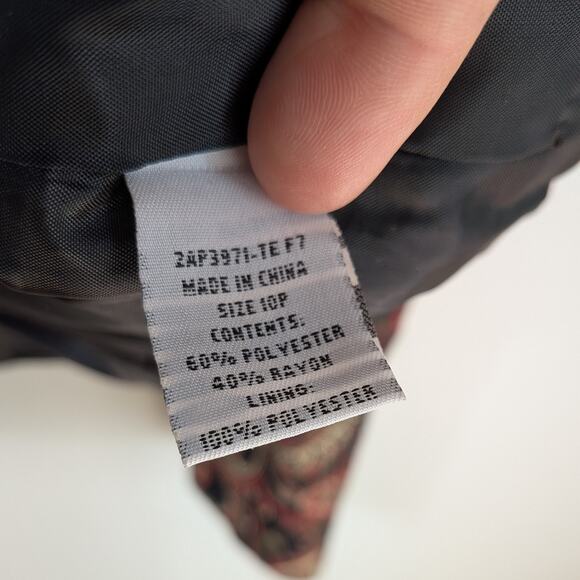 2AP3971-TE F7
MADE IN CHINA
SIZE 10P
CONTENTS:
60% POLYESTER
40% RAYON
LINING:
100% POLYESTER